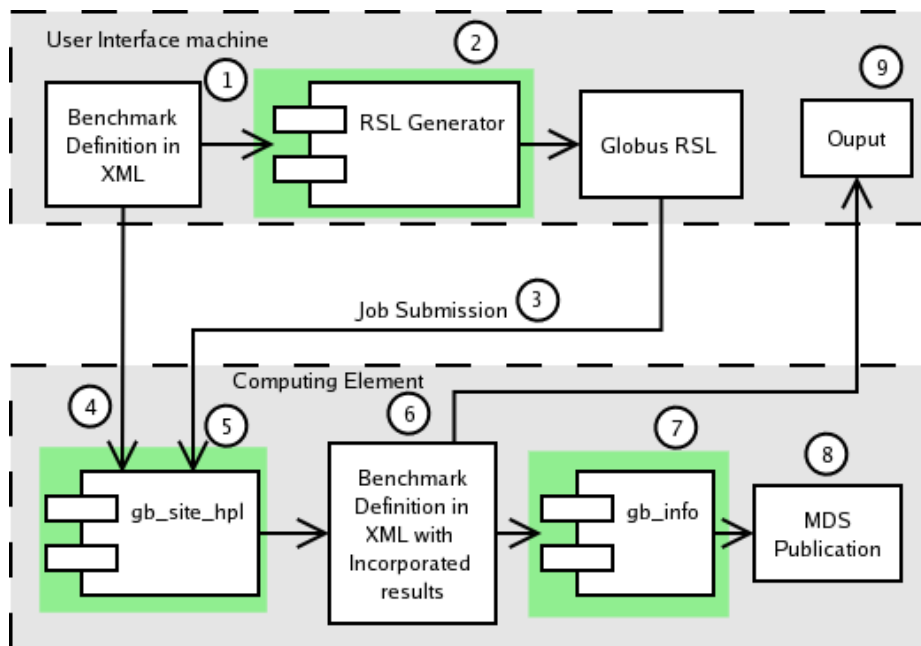 User Interface machine
1
2
9
Benchmark
Definition in
XML
RSL Generator
Globus RSL
Ouput
Job Submission
3
Computing Element
4
5
6
7
8
gb_site_hpl
Benchmark
Definition in
XML with
Incorporated
results
gb_info
MDS
Publication